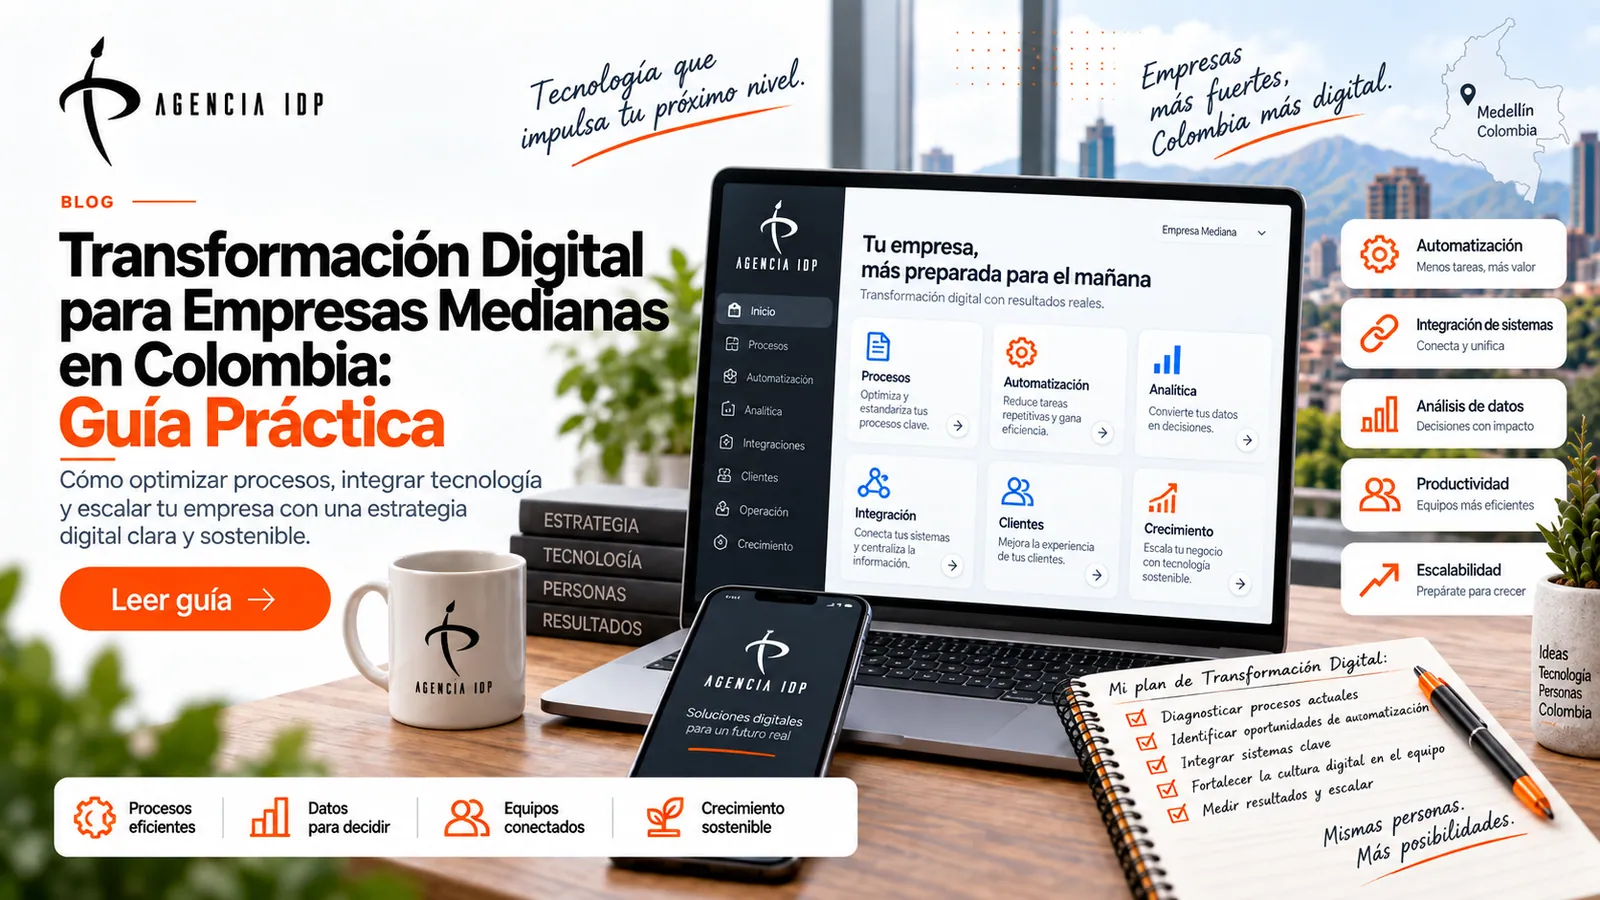 AGENCIA IDP
Tecnología que
impulsa tu próximo nivel.
Empresas
más fuertes,
Colombia más digital.
Medellín
Colombia
BLOG
Transformación Digital
para Empresas Medianas
en Colombia:
Guía Práctica
Cómo optimizar procesos, integrar tecnología
y escalar tu empresa con una estrategia
digital clara y sostenible.
Leer guía
AGENCIA IDP
Inicio
Procesos
Automatización
Analítica
Integraciones
Clientes
Operación
Crecimiento
Empresa Mediana
Tu empresa,
más preparada para el mañana
Transformación digital con resultados reales.
Procesos
Optimiza y
estandariza tus
procesos clave.
Automatización
Reduce tareas
repetitivas y gana
eficiencia.
Analítica
Convierte tus datos
en decisiones.
Integración
Conecta tus sistemas
y centraliza la
información.
Clientes
Mejora la experiencia
de tus clientes.
Crecimiento
Escala tu negocio
con tecnología
sostenible.
Automatización
Menos tareas, más valor
Integración de sistemas
Conecta y unifica
Análisis de datos
Decisiones con impacto
Productividad
Equipos más eficientes
Escalabilidad
Prepárate para crecer
ESTRATEGIA
TECNOLOGÍA
PERSONAS
RESULTADOS
AGENCIA IDP
AGENCIA IDP
Soluciones digitales
para un futuro real
Mi plan de Transformación Digital:
Diagnosticar procesos actuales
Identificar oportunidades de automatización
Integrar sistemas clave
Fortalecer la cultura digital en el equipo
Medir resultados y escalar
Mismas personas.
Más posibilidades.
Ideas
Tecnología
Personas
Colombia
Procesos
eficientes
Datos
para decidir
Equipos
conectados
Crecimiento
sostenible